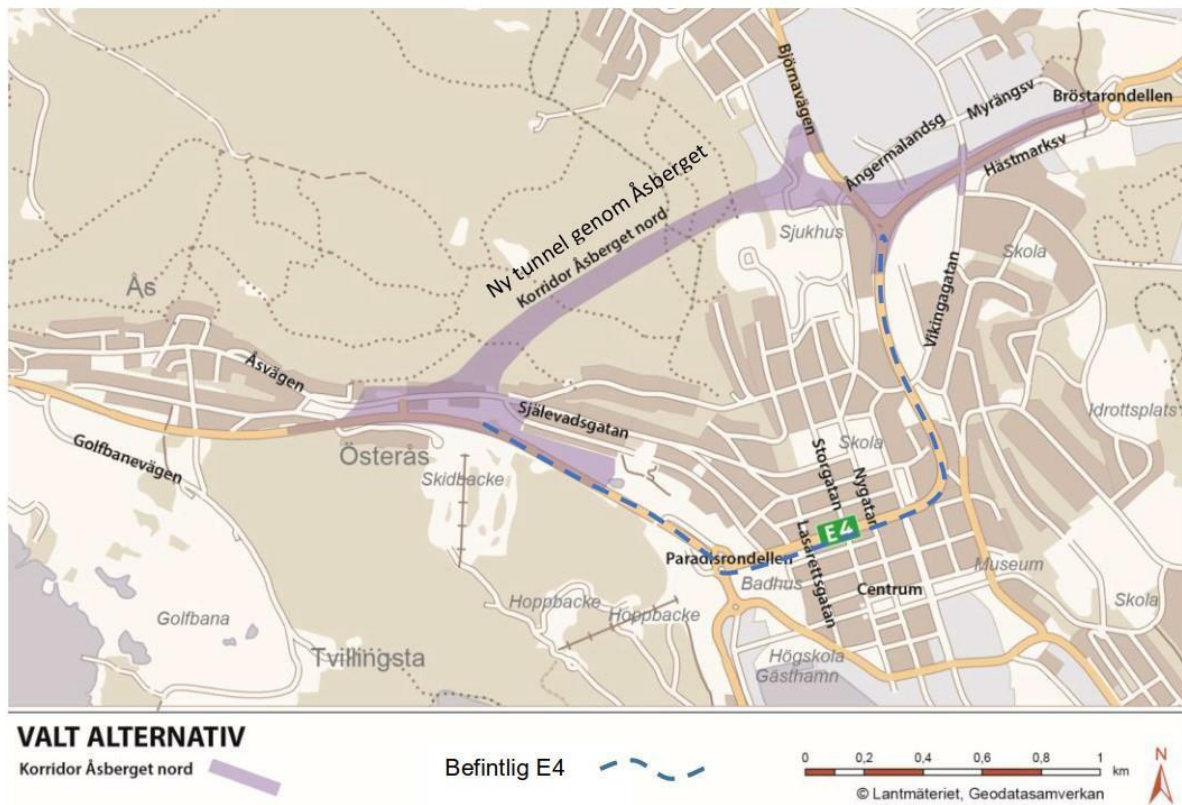 Björnavägen
Ångermalandsg
Myrängsv
Bröstarondellen
Hästmarksv
Ny tunnel genom Åsberget
Korridor Åsberget nord
Sjukhus
Skola
Ås
Vikingagatan
Åsvägen
Själevadsgatan
Idrottsplats
Golfbanevägen
Österås
Skidbacke
Storgatan
Skola
Nygatan
E4
Paradisrondellen
Lasarettsgatan
Badhus
Centrum
Museum
Skola
Hoppbacke
Hoppbacke
Golfbana
Tvillingsta
Högskola
Gästhamn
VALT ALTERNATIV
Korridor Åsberget nord
Befintlig E4
0 0,2 0,4 0,6 0,8 1
km
N
© Lantmäteriet, Geodatasamverkan